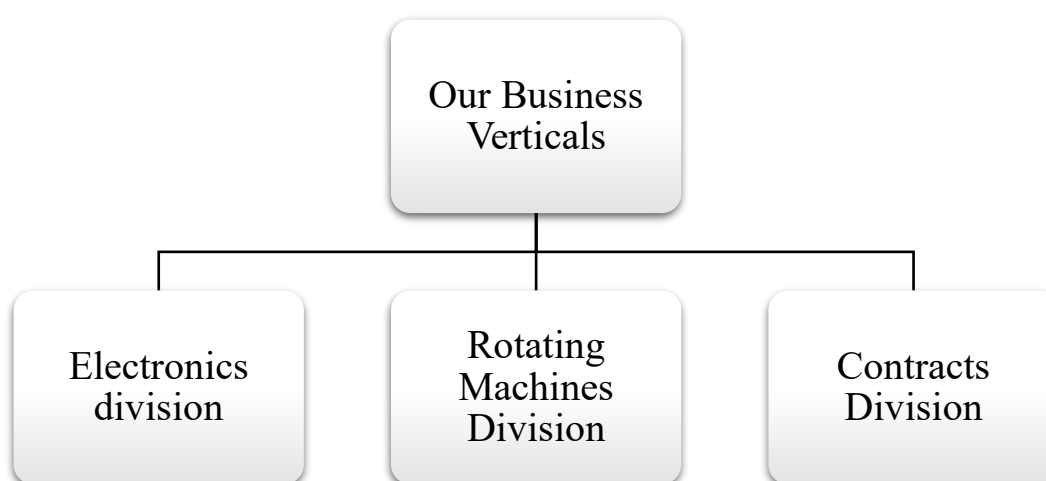 Our Business
Verticals
Electronics
division
Rotating
Machines
Division
Contracts
Division